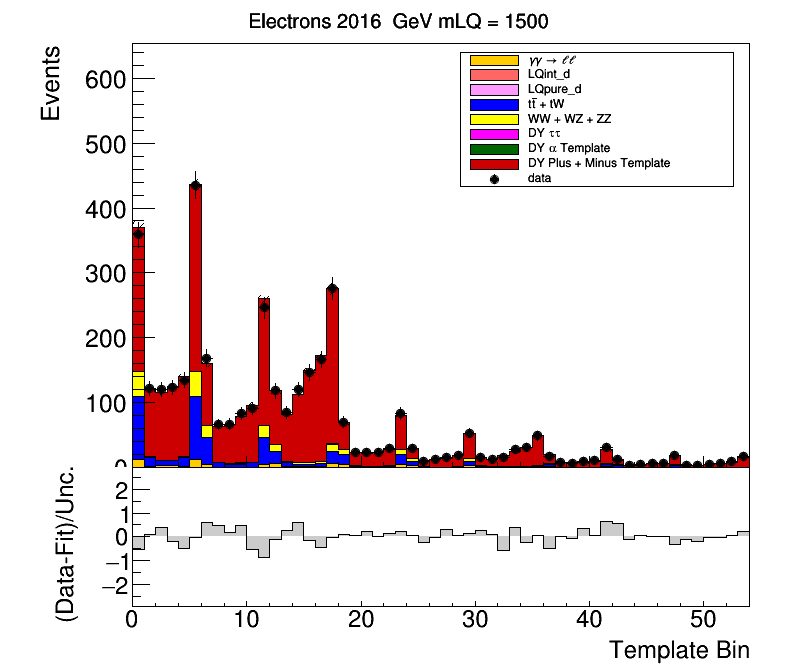 Electrons 2016 GeV mLQ = 1500
Events
600
500
400
300
200
100
0
γγ → ℓℓ
LQint_d
LQpure_d
tt̅ + tW
WW + WZ + ZZ
DY ττ
DY α Template
DY Plus + Minus Template
data
(Data-Fit)/Unc.
2
1
0
−1
−2
0 10 20 30 40 50
Template Bin